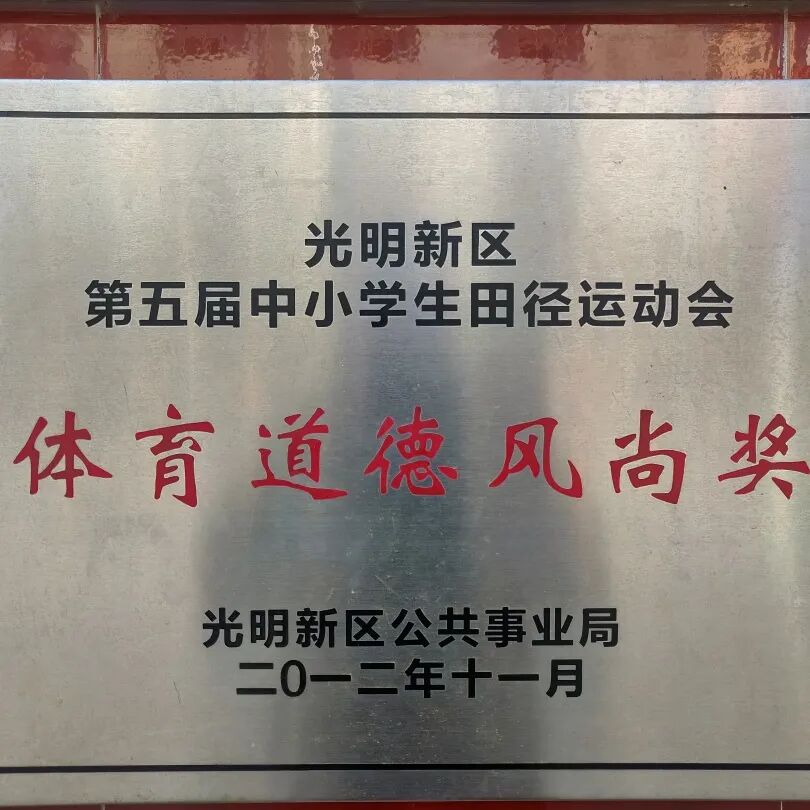 光明新区
第五届中小学生田径运动会
体育道德风尚奖
光明新区公共事业局
二0一二年十一月